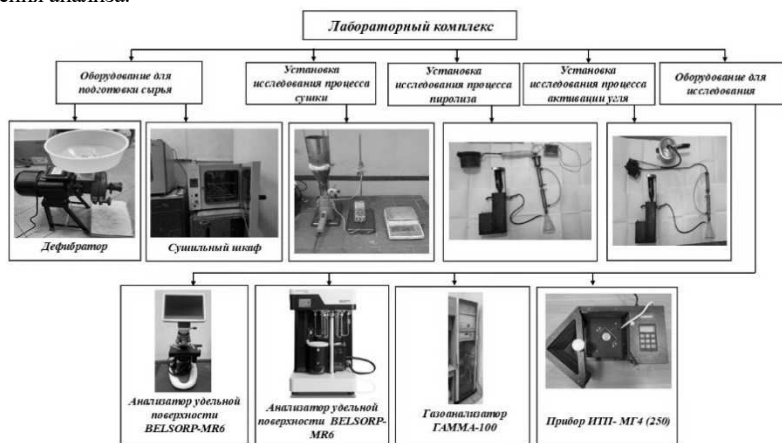 ения анализа.
Лабораторный комплекс
Оборудование для
подготовки сырья
Установка
исследования процесса
сушки
Установка
исследования процесса
пиролиза
Установка
исследования процесса
активации угля
Оборудование для
исследования
Дефибратор
Сушильный шкаф
Анализатор удельной
поверхности
BELSORP-MR6
Анализатор удельной
поверхности BELSORP-
MR6
Газоанализатор
ГАММА-100
Прибор ИТП- МГ4 (250)